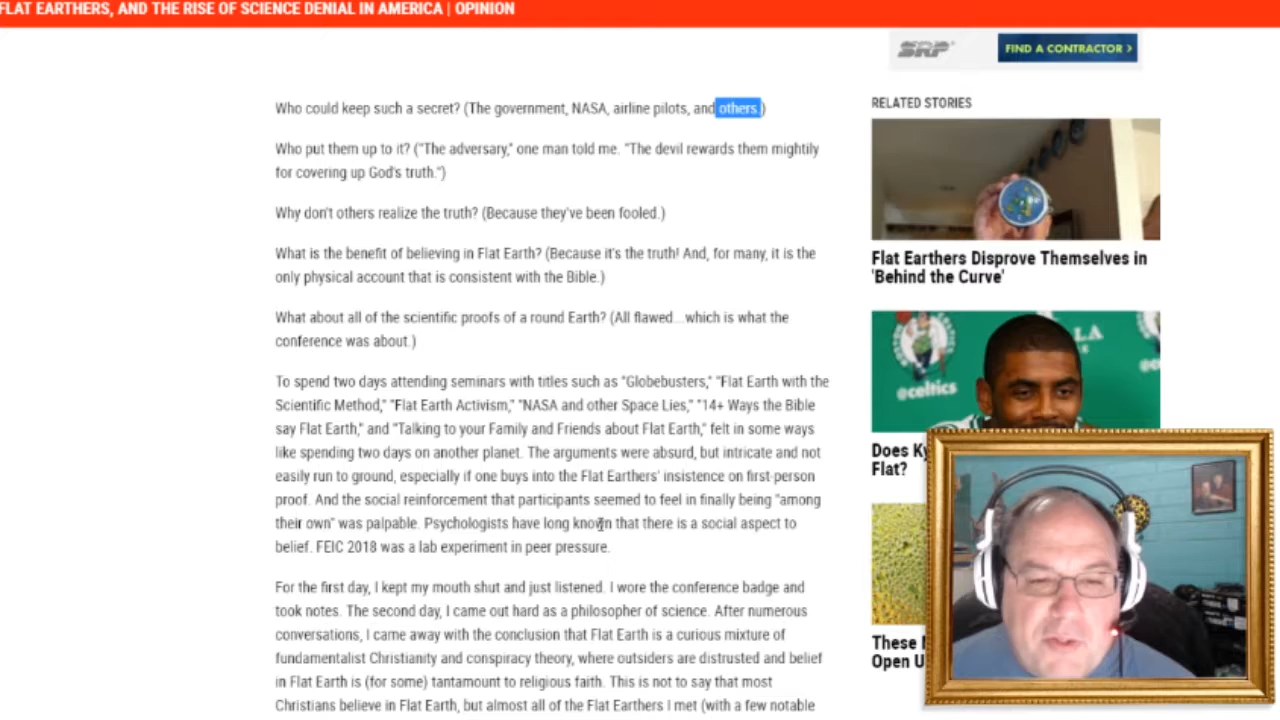 FLAT EARTHERS, AND THE RISE OF SCIENCE DENIAL IN AMERICA | OPINION
SRP
FIND A CONTRACTOR >
Who could keep such a secret? (The government, NASA, airline pilots, and others.)
Who put them up to it? ("The adversary," one man told me. "The devil rewards them mightily
for covering up God's truth.")
Why don't others realize the truth? (Because they've been fooled.)
What is the benefit of believing in Flat Earth? (Because it's the truth! And, for many, it is the
only physical account that is consistent with the Bible.)
What about all of the scientific proofs of a round Earth? (All flawed...which is what the
conference was about.)
To spend two days attending seminars with titles such as "Globebusters," "Flat Earth with the
Scientific Method," "Flat Earth Activism," "NASA and other Space Lies," "14+ Ways the Bible
say Flat Earth," and "Talking to your Family and Friends about Flat Earth," felt in some ways
like spending two days on another planet. The arguments were absurd, but intricate and not
easily run to ground, especially if one buys into the Flat Earthers' insistence on first-person
proof. And the social reinforcement that participants seemed to feel in finally being "among
their own" was palpable. Psychologists have long known that there is a social aspect to
belief. FEIC 2018 was a lab experiment in peer pressure.
For the first day, I kept my mouth shut and just listened. I wore the conference badge and
took notes. The second day, I came out hard as a philosopher of science. After numerous
conversations, I came away with the conclusion that Flat Earth is a curious mixture of
fundamentalist Christianity and conspiracy theory, where outsiders are distrusted and belief
in Flat Earth is (for some) tantamount to religious faith. This is not to say that most
Christians believe in Flat Earth, but almost all of the Flat Earthers I met (with a few notable
RELATED STORIES
Flat Earthers Disprove Themselves in
'Behind the Curve'
@celtics
Does Ky
Flat?
These
Open U